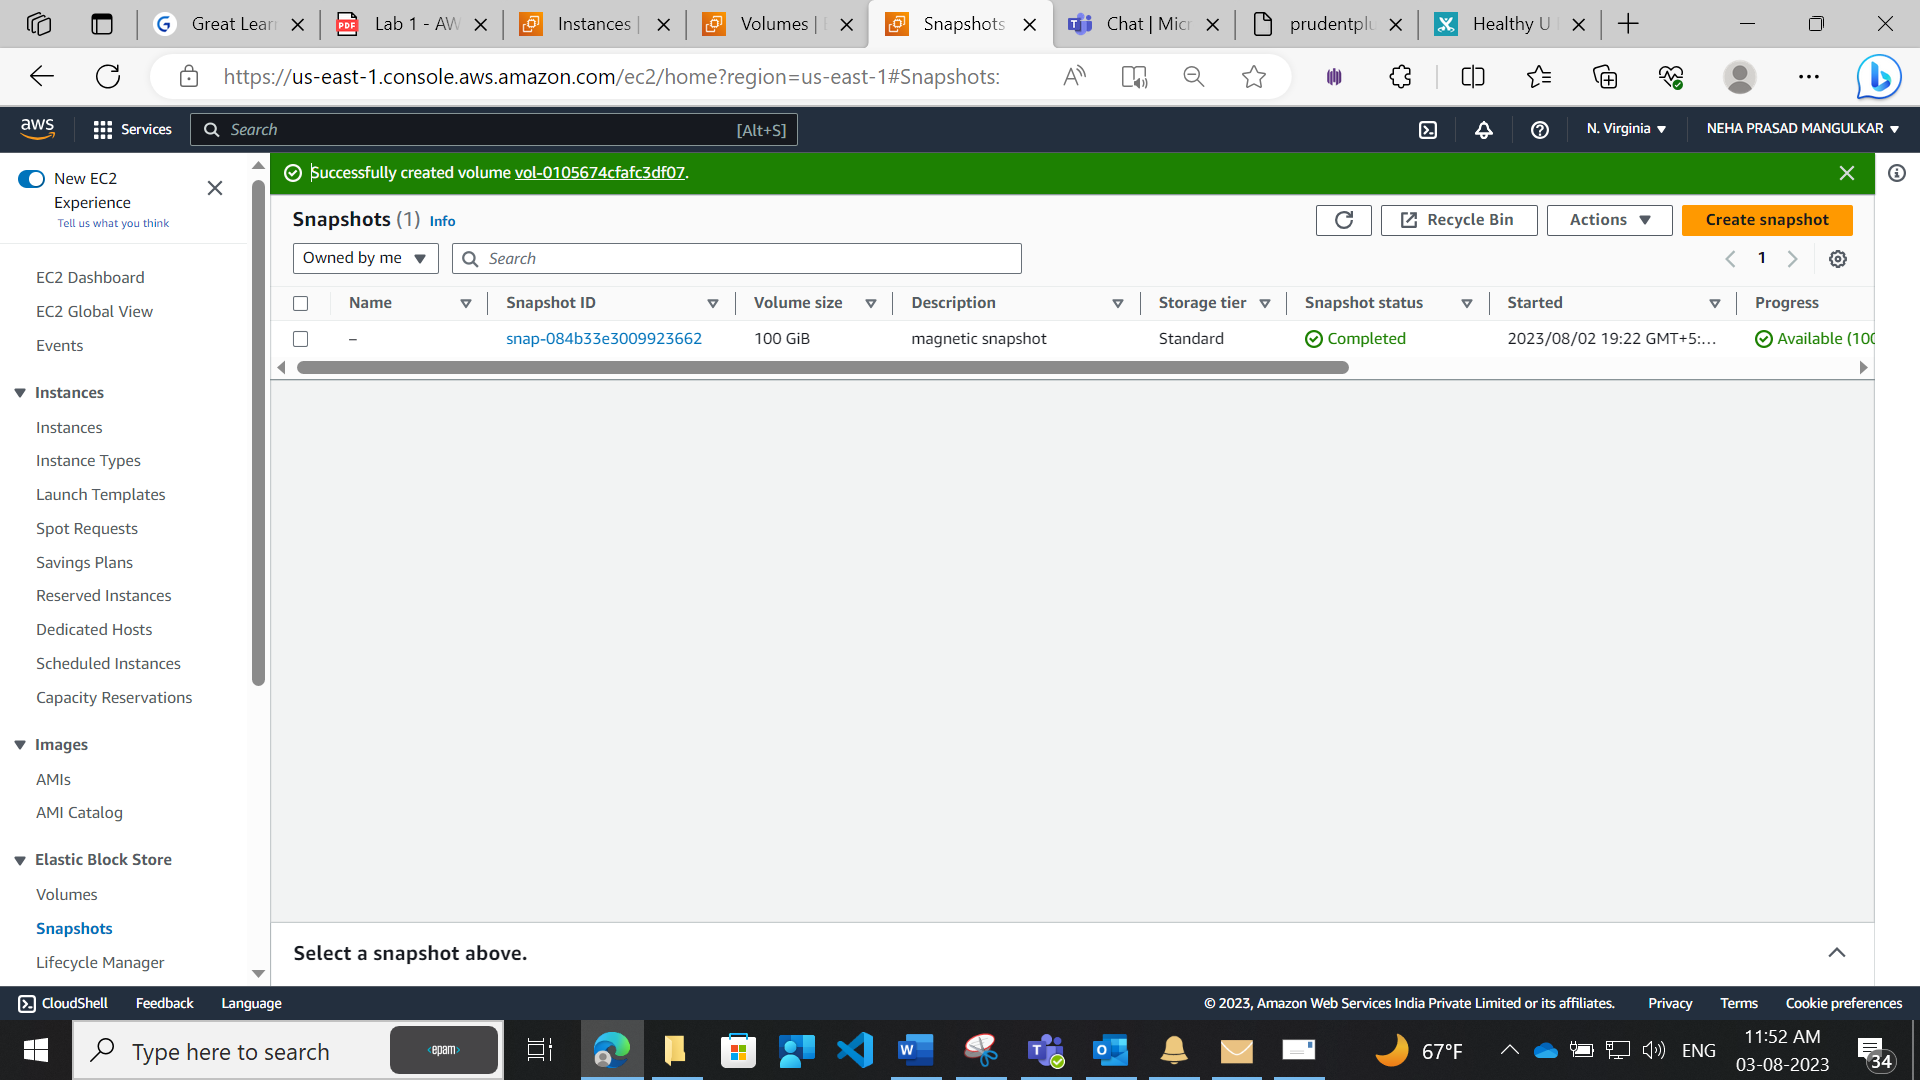 Great Lear
Lab 1 - AW
Instances |
Volumes | E
Snapshots
Chat | Micr
prudentplu
Healthy U
https://us-east-1.console.aws.amazon.com/ec2/home?region=us-east-1#Snapshots:
aws
Services
Search
[Alt+S]
N. Virginia
NEHA PRASAD MANGULKAR
New EC2
Experience
Tell us what you think
Successfully created volume vol-0105674cfafc3df07.
Snapshots (1) Info
Recycle Bin
Actions
Create snapshot
Owned by me
Search
1
Name
Snapshot ID
Volume size
Description
Storage tier
Snapshot status
Started
Progress
–
snap-084b33e3009923662
100 GiB
magnetic snapshot
Standard
Completed
2023/08/02 19:22 GMT+5:…
Available (100
EC2 Dashboard
EC2 Global View
Events
Instances
Instances
Instance Types
Launch Templates
Spot Requests
Savings Plans
Reserved Instances
Dedicated Hosts
Scheduled Instances
Capacity Reservations
Images
AMIs
AMI Catalog
Elastic Block Store
Volumes
Snapshots
Lifecycle Manager
Select a snapshot above.
CloudShell
Feedback
Language
© 2023, Amazon Web Services India Private Limited or its affiliates.
Privacy
Terms
Cookie preferences
Type here to search
<epam>
67°F
ENG
11:52 AM
03-08-2023
34